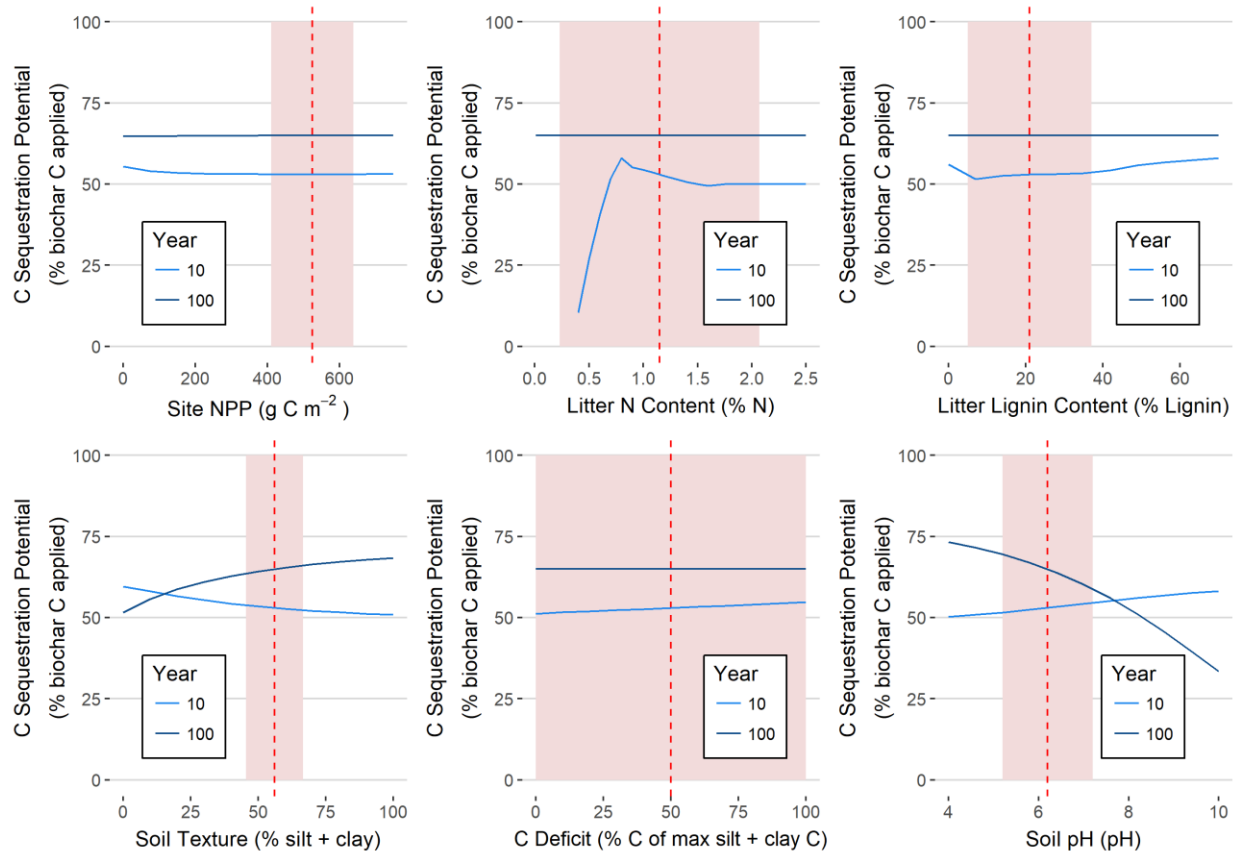 C Sequestration Potential
(% biochar C applied)
100
75
50
25
0
Year
10
100
0 200 400 600
Site NPP (g C m⁻² )
C Sequestration Potential
(% biochar C applied)
100
75
50
25
0
Year
10
100
0.0 0.5 1.0 1.5 2.0 2.5
Litter N Content (% N)
C Sequestration Potential
(% biochar C applied)
100
75
50
25
0
Year
10
100
0 20 40 60
Litter Lignin Content (% Lignin)
C Sequestration Potential
(% biochar C applied)
100
75
50
25
0
Year
10
100
0 25 50 75 100
Soil Texture (% silt + clay)
C Sequestration Potential
(% biochar C applied)
100
75
50
25
0
Year
10
100
0 25 50 75 100
C Deficit (% C of max silt + clay C)
C Sequestration Potential
(% biochar C applied)
100
75
50
25
0
Year
10
100
4 6 8 10
Soil pH (pH)